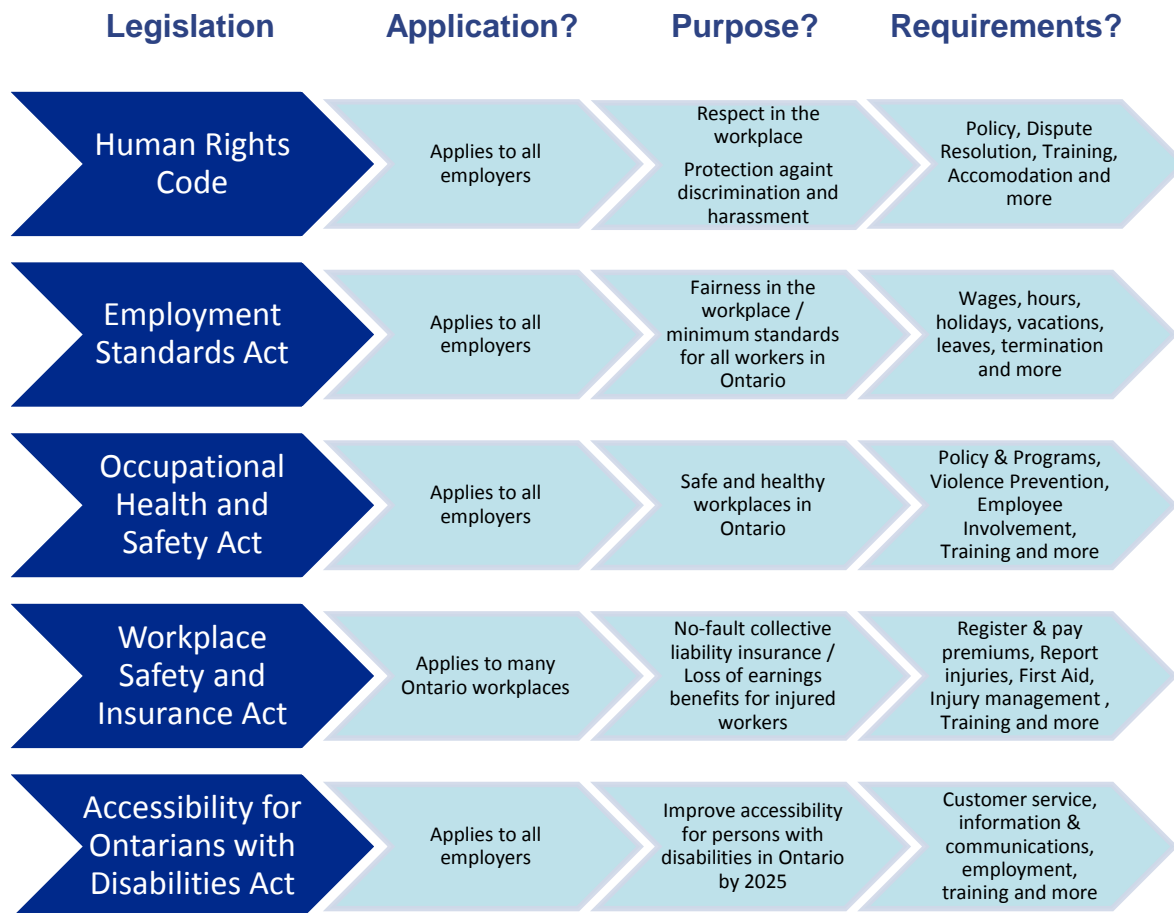 Legislation
Application?
Purpose?
Requirements?
Human Rights
Code
Applies to all
employers
Respect in the
workplace
Protection againt
discrimination and
harassment
Policy, Dispute
Resolution, Training,
Accomodation and
more
Employment
Standards Act
Applies to all
employers
Fairness in the
workplace /
minimum standards
for all workers in
Ontario
Wages, hours,
holidays, vacations,
leaves, termination
and more
Occupational
Health and
Safety Act
Applies to all
employers
Safe and healthy
workplaces in
Ontario
Policy & Programs,
Violence Prevention,
Employee
Involvement,
Training and more
Workplace
Safety and
Insurance Act
Applies to many
Ontario workplaces
No-fault collective
liability insurance /
Loss of earnings
benefits for injured
workers
Register & pay
premiums, Report
injuries, First Aid,
Injury management ,
Training and more
Accessibility for
Ontarians with
Disabilities Act
Applies to all
employers
Improve accessibility
for persons with
disabilities in Ontario
by 2025
Customer service,
information &
communications,
employment,
training and more